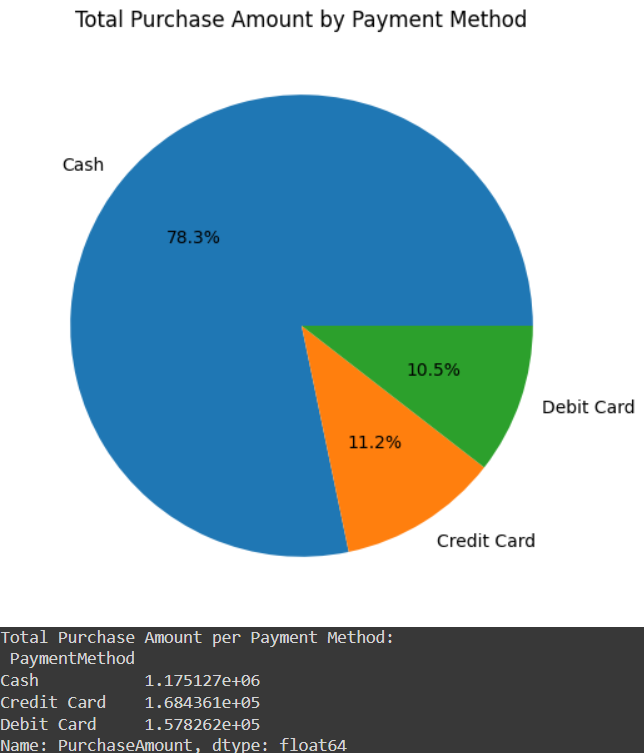 Total Purchase Amount by Payment Method
Cash
78.3%
10.5%
Debit Card
11.2%
Credit Card
Total Purchase Amount per Payment Method:
 PaymentMethod
Cash           1.175127e+06
Credit Card    1.684361e+05
Debit Card     1.578262e+05
Name: PurchaseAmount, dtype: float64